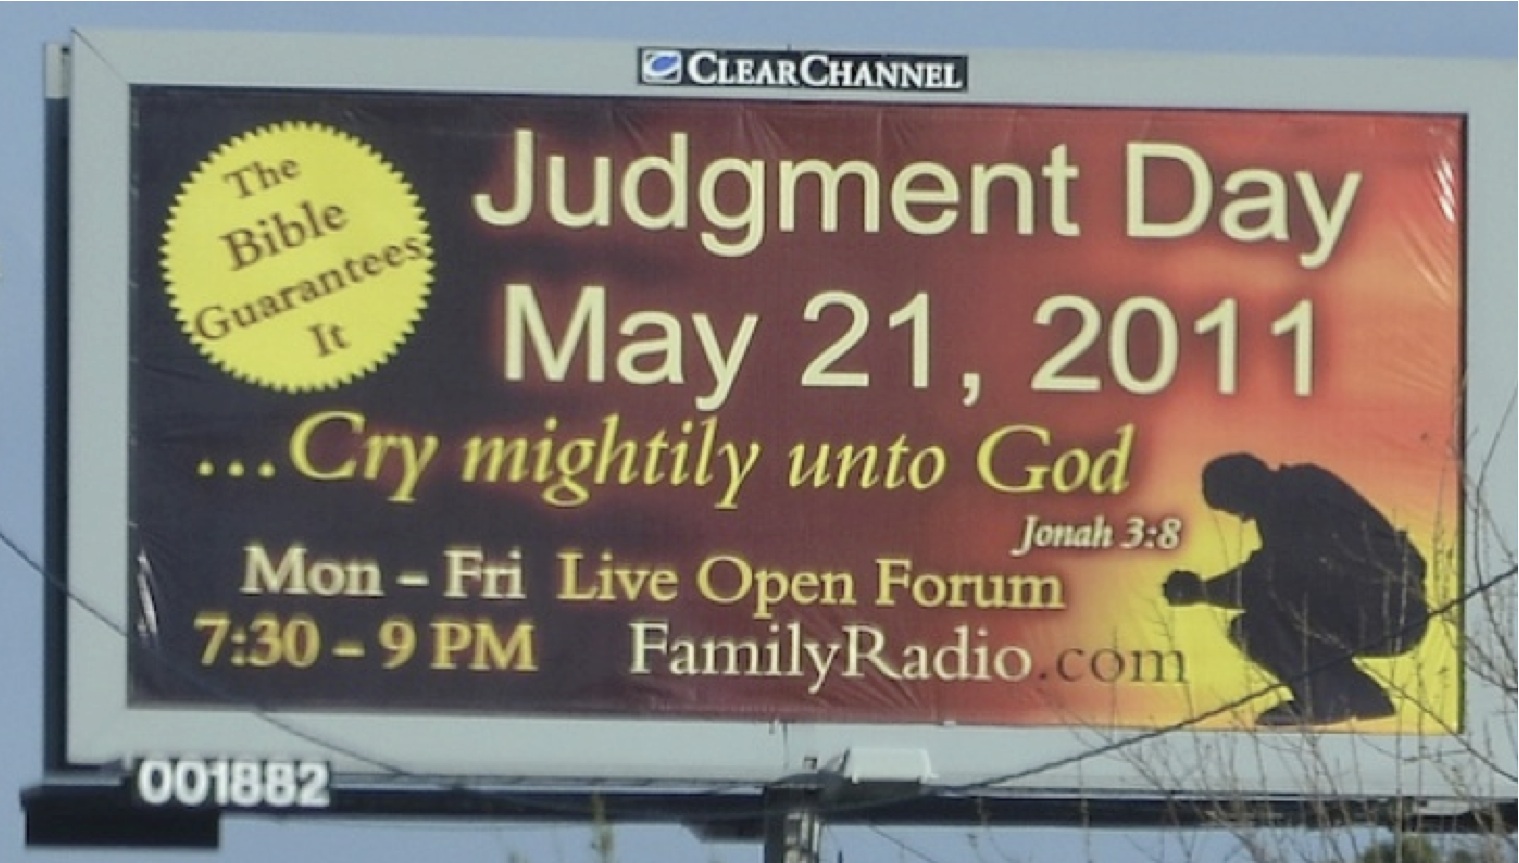 CLEARCHANNEL
The
Bible
Guarantees
It
Judgment Day
May 21, 2011
...Cry mightily unto God
Jonah 3:8
Mon – Fri Live Open Forum
7:30 – 9 PM FamilyRadio.com
001882